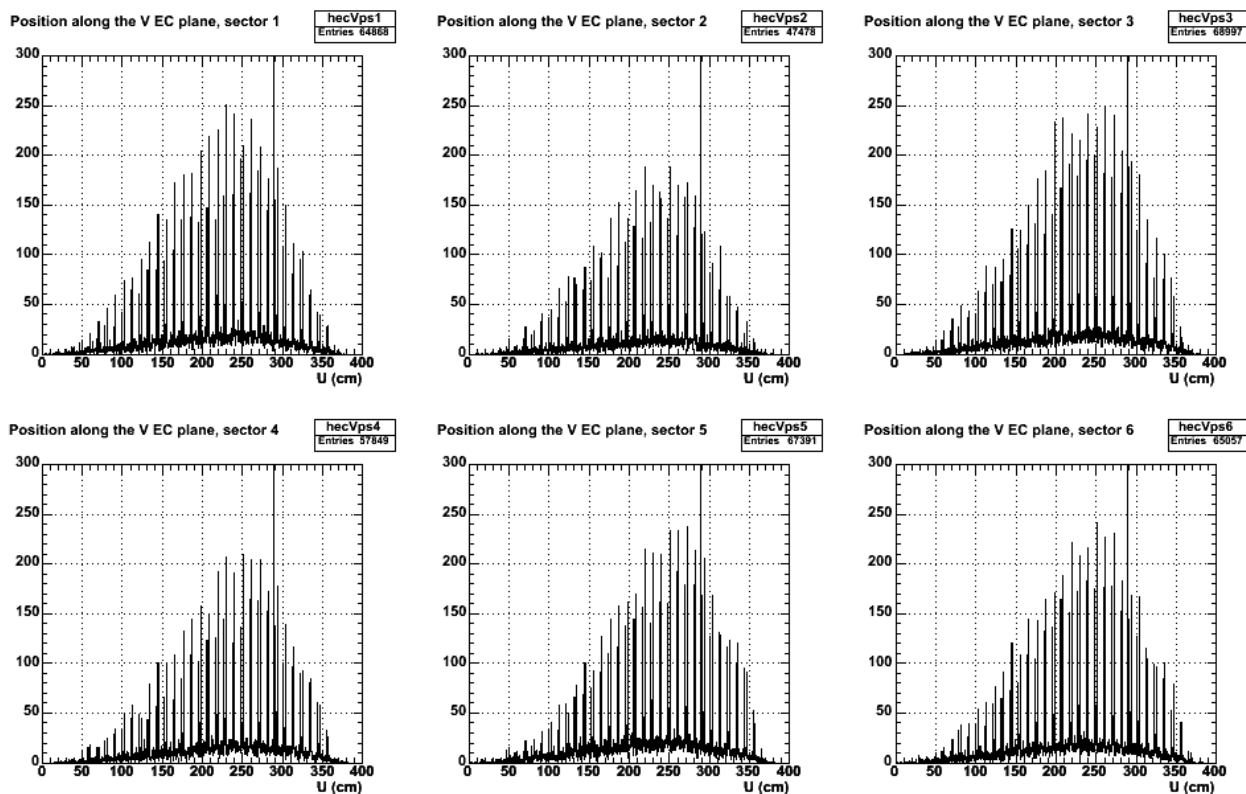 Position along the V EC plane, sector 1
hecVps1
Entries 64868
300
250
200
150
100
50
0
0 50 100 150 200 250 300 350 400
U (cm)
Position along the V EC plane, sector 2
hecVps2
Entries 47478
300
250
200
150
100
50
0
0 50 100 150 200 250 300 350 400
U (cm)
Position along the V EC plane, sector 3
hecVps3
Entries 68997
300
250
200
150
100
50
0
0 50 100 150 200 250 300 350 400
U (cm)
Position along the V EC plane, sector 4
hecVps4
Entries 57849
300
250
200
150
100
50
0
0 50 100 150 200 250 300 350 400
U (cm)
Position along the V EC plane, sector 5
hecVps5
Entries 67391
300
250
200
150
100
50
0
0 50 100 150 200 250 300 350 400
U (cm)
Position along the V EC plane, sector 6
hecVps6
Entries 65057
300
250
200
150
100
50
0
0 50 100 150 200 250 300 350 400
U (cm)